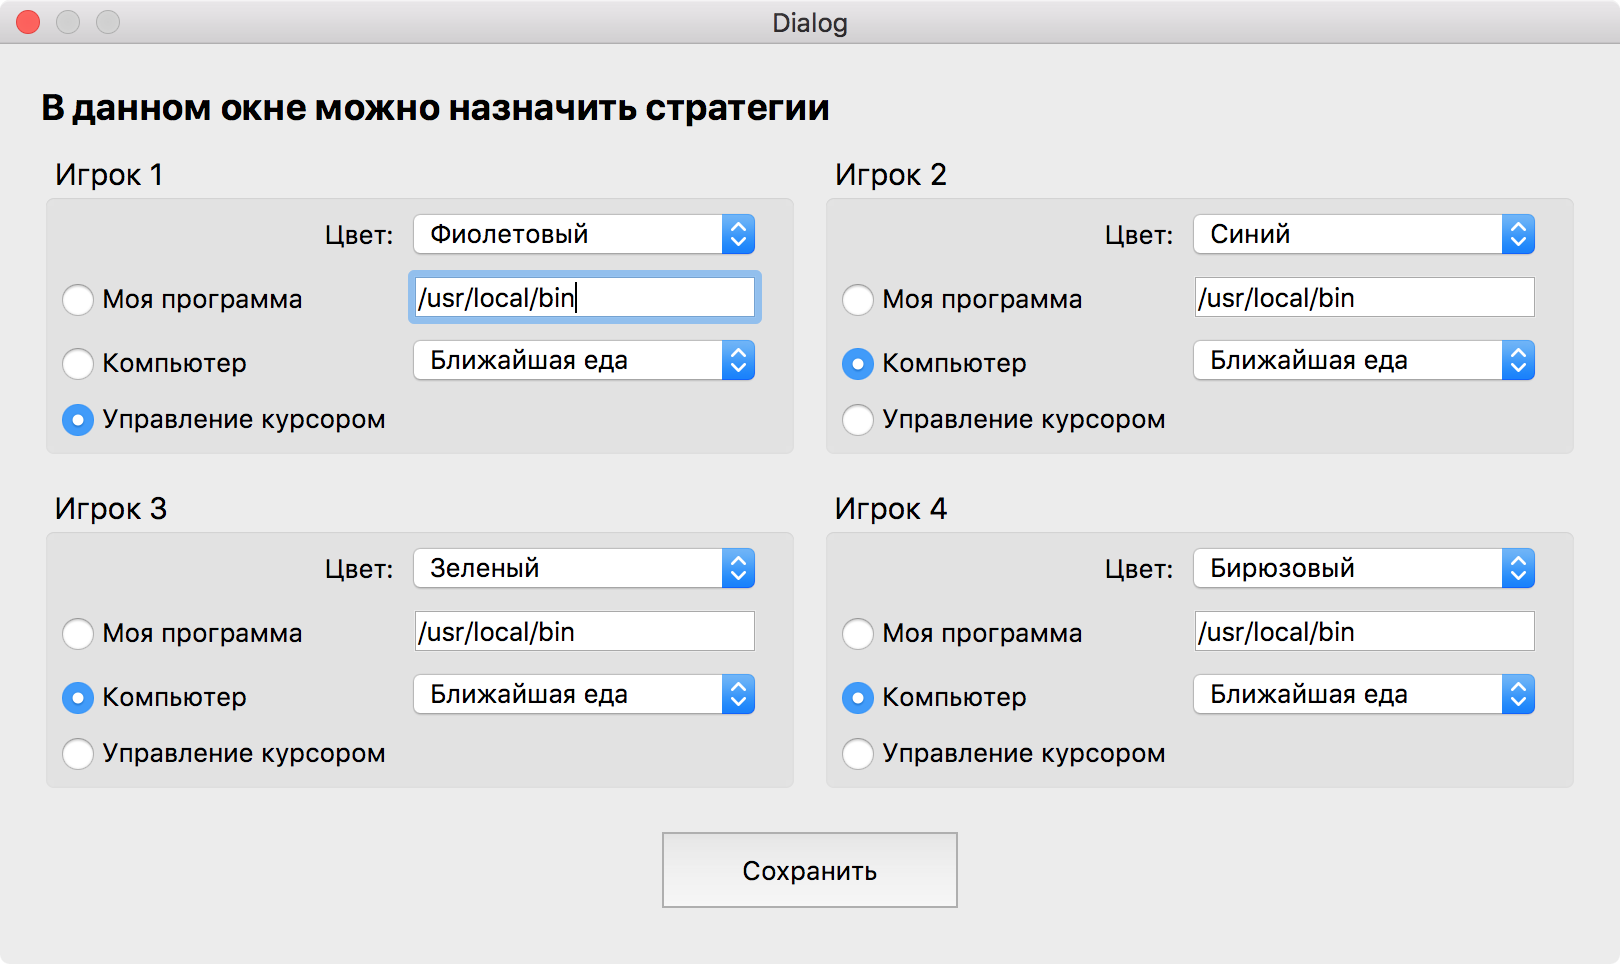 Dialog
В данном окне можно назначить стратегии
Игрок 1
Цвет: Фиолетовый
Моя программа /usr/local/bin
Компьютер Ближайшая еда
Управление курсором
Игрок 2
Цвет: Синий
Моя программа /usr/local/bin
Компьютер Ближайшая еда
Управление курсором
Игрок 3
Цвет: Зеленый
Моя программа /usr/local/bin
Компьютер Ближайшая еда
Управление курсором
Игрок 4
Цвет: Бирюзовый
Моя программа /usr/local/bin
Компьютер Ближайшая еда
Управление курсором
Сохранить